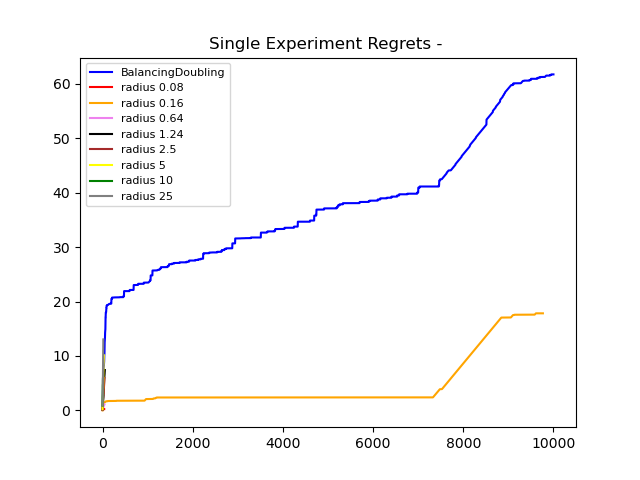 Single Experiment Regrets -
BalancingDoubling
radius 0.08
radius 0.16
radius 0.64
radius 1.24
radius 2.5
radius 5
radius 10
radius 25
60
50
40
30
20
10
0
0 2000 4000 6000 8000 10000